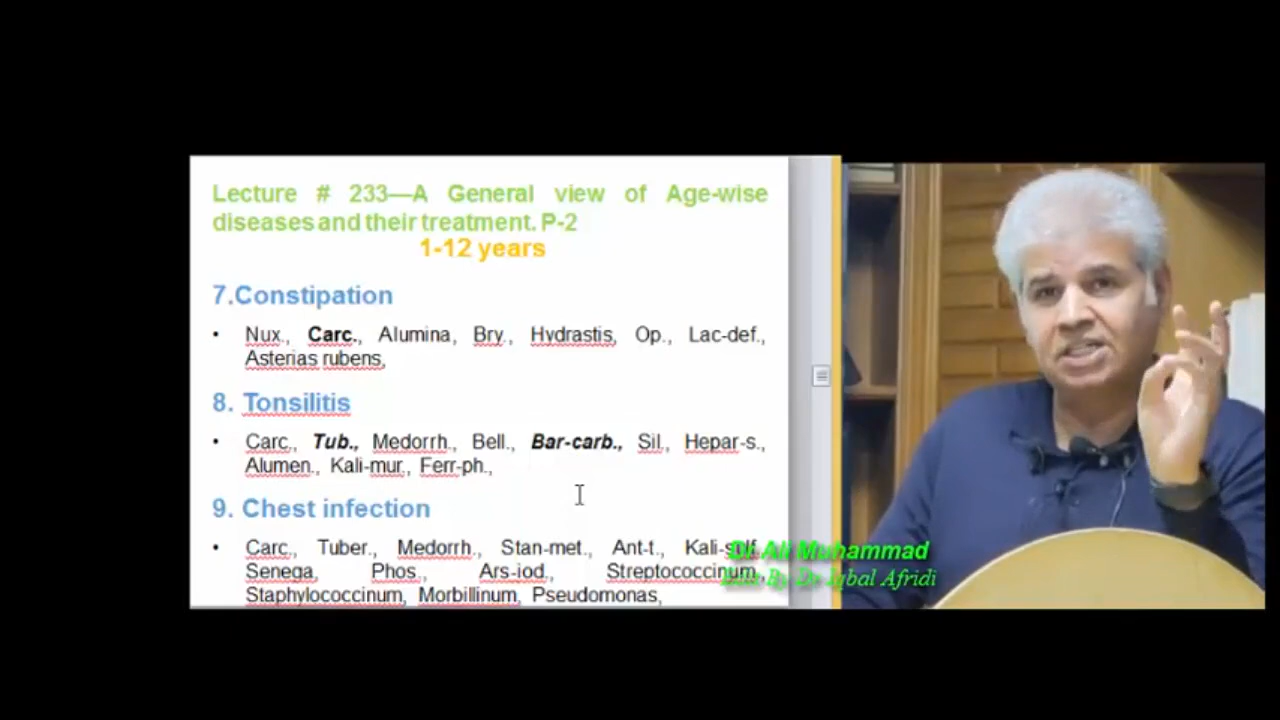 Lecture # 233—A General view of Age-wise
diseases and their treatment. P-2
1-12 years
7.Constipation
• Nux., Carc., Alumina, Bry., Hydrastis, Op., Lac-def.,
Asterias rubens,
8. Tonsilitis
• Carc., Tub., Medorrh., Bell., Bar-carb., Sil., Hepar-s.,
Alumen., Kali-mur., Ferr-ph.,
9. Chest infection
• Carc., Tuber., Medorrh., Stan-met., Ant-t.,
Senega, Phos., Ars-iod., Streptococcinum,
Staphylococcinum, Morbillinum, Pseudomonas,
Dr Ali Muhammad
Edit By Dr Iqbal Afridi